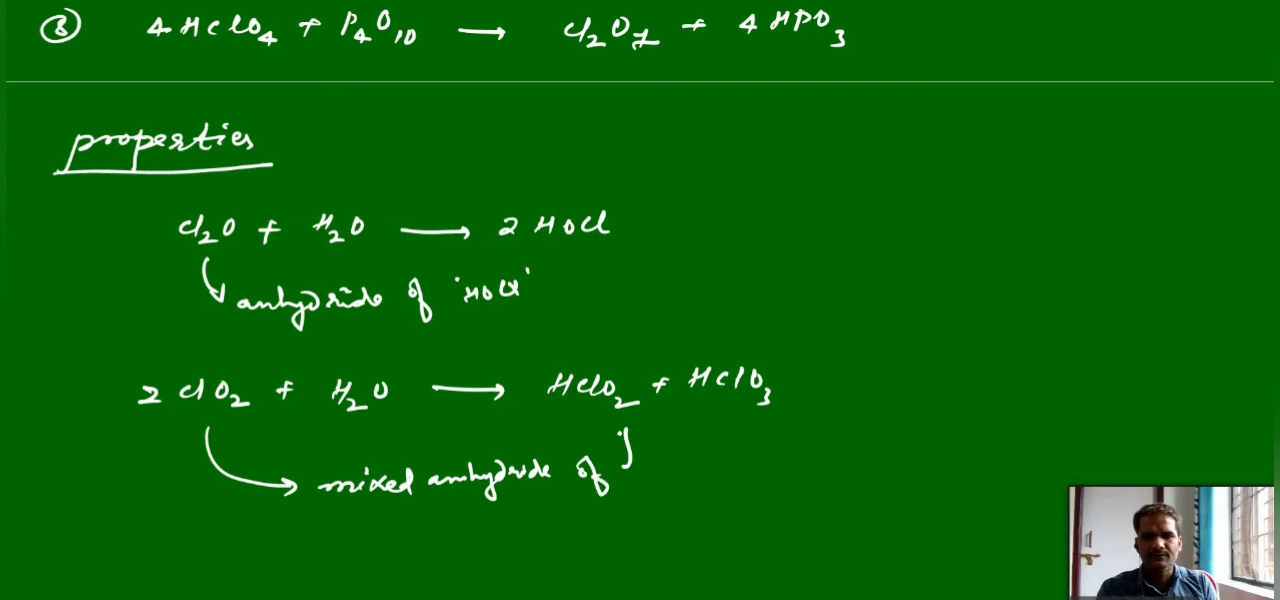 ③ 4HClO₄ + P₄O₁₀ → Cl₂O₇ + 4HPO₃
properties
Cl₂O + H₂O → 2HOCl
anhydride of 'HOCl'
2ClO₂ + H₂O → HClO₂ + HClO₃
mixed anhydride of